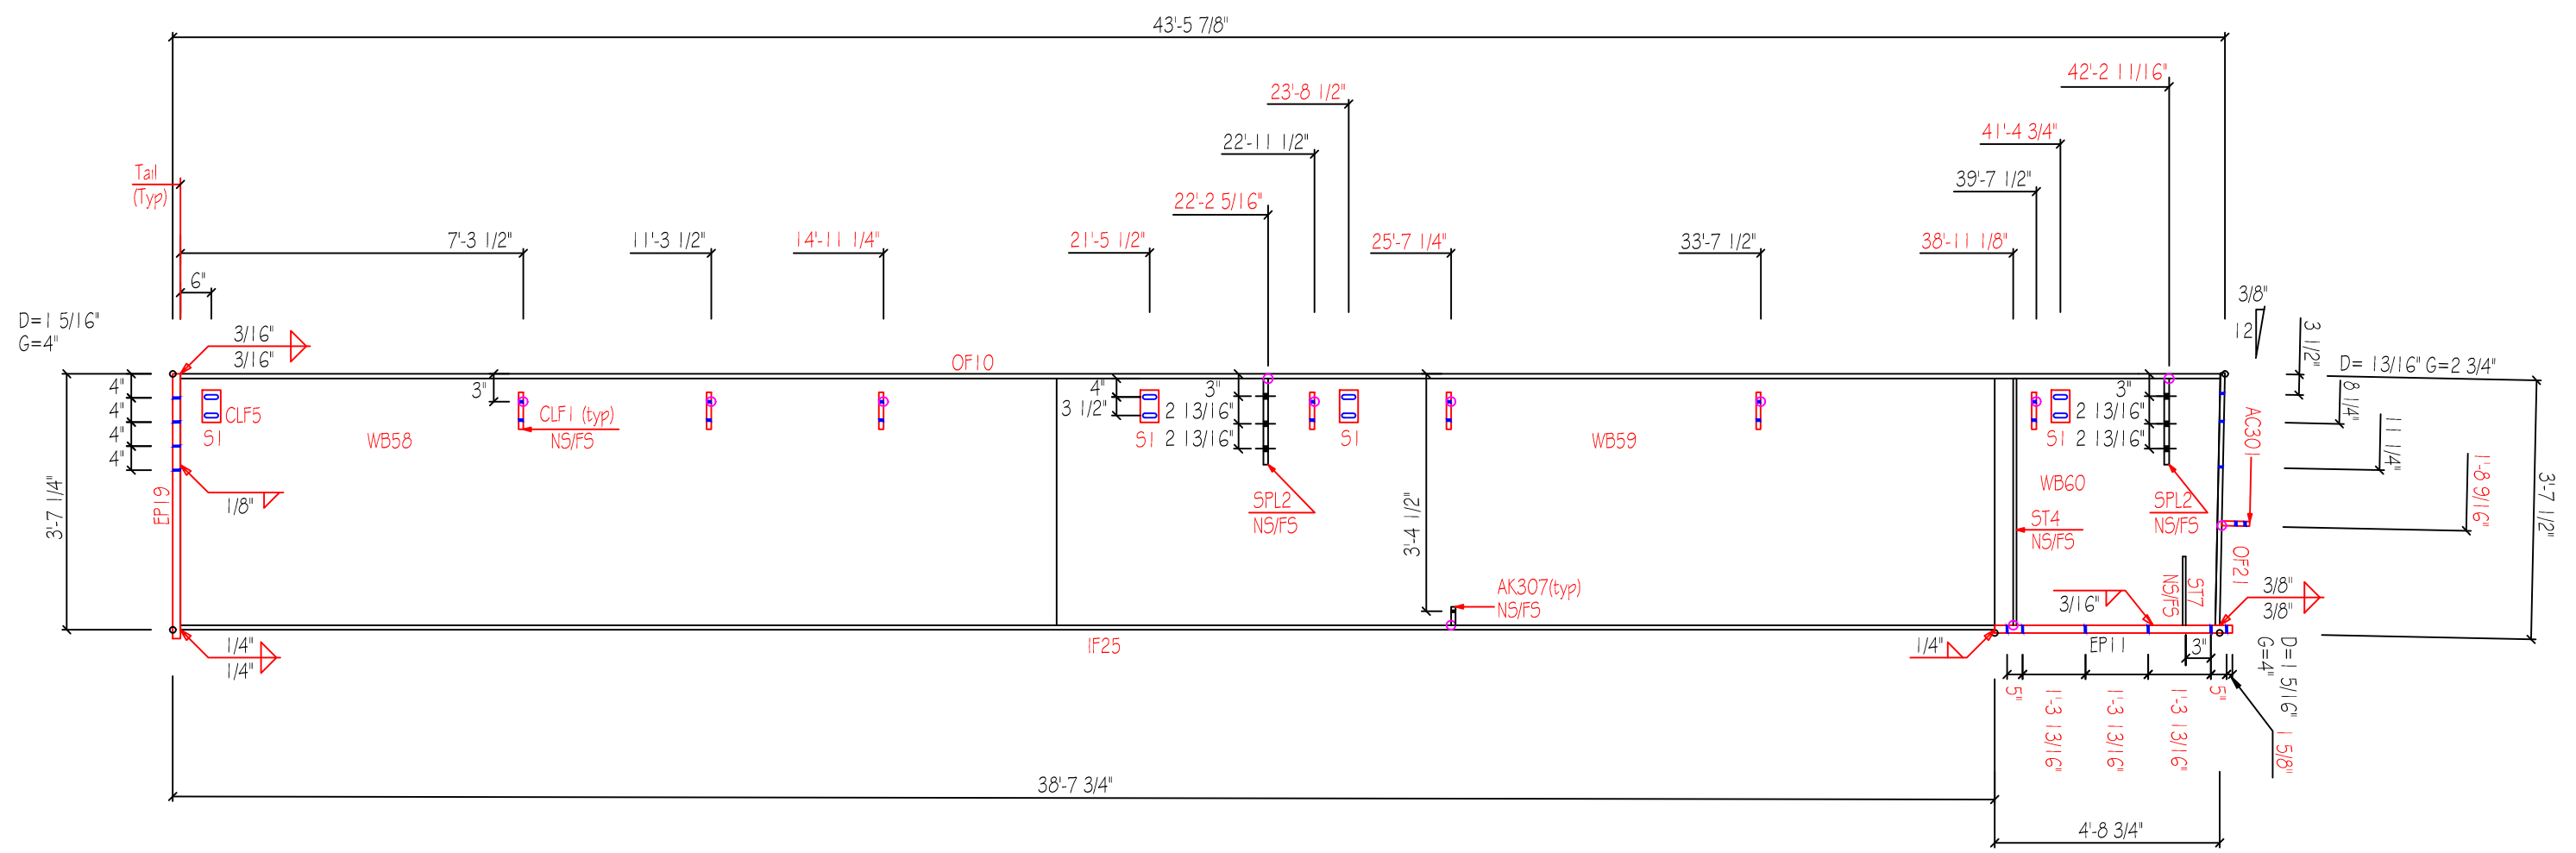 43'-5 7/8"
42'-2 11/16"
23'-8 1/2"
22'-11 1/2"
41'-4 3/4"
Tail
(Typ)
39'-7 1/2"
22'-2 5/16"
7'-3 1/2"
11'-3 1/2"
14'-11 1/4"
21'-5 1/2"
25'-7 1/4"
33'-7 1/2"
38'-11 1/8"
6"
3/8"
12
D=1 5/16"
G=4"
3/16"
3/16"
OF10
3 1/2"
D= 13/16" G=2 3/4"
4"
4"
4"
4"
3"
CLF5
S1
CLF1 (typ)
NS/FS
WB58
4"
3 1/2"
S1
3"
2 13/16"
2 13/16"
S1
WB59
S1
3"
2 13/16"
2 13/16"
8 1/4"
11 1/4"
AC301
1'-8 9/16"
3'-7 1/2"
3'-7 1/4"
EP19
1/8"
SPL2
NS/FS
3'-4 1/2"
WB60
ST4
NS/FS
SPL2
NS/FS
AK307(typ)
NS/FS
OF21
ST7
NS/FS
3/16"
3/8"
3/8"
1/4"
1/4"
IF25
1/4"
EP11
3"
D=1 5/16"
G=4"
5"
1'-3 13/16"
1'-3 13/16"
1'-3 13/16"
5"
1 5/8"
38'-7 3/4"
4'-8 3/4"